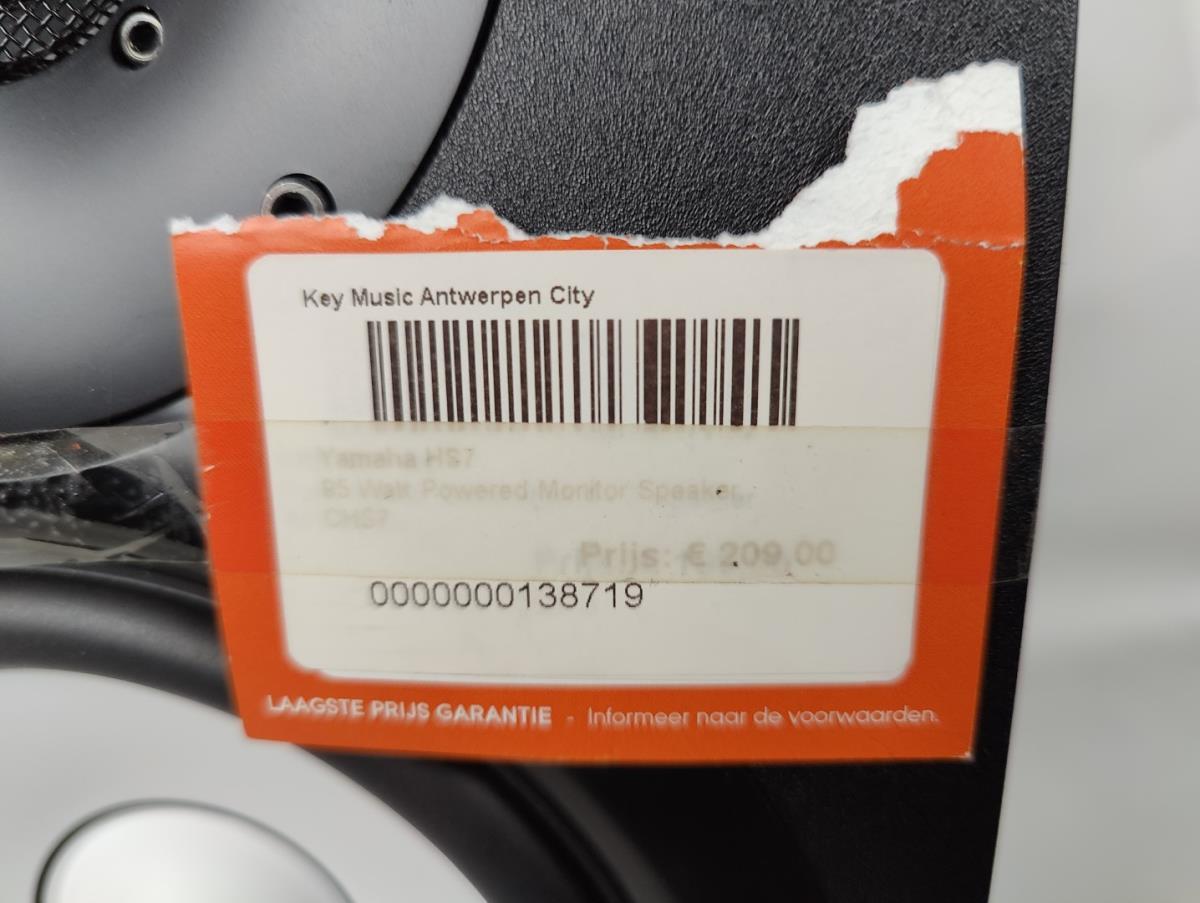 Key Music Antwerpen City
Yamaha HS7
95 Watt Powered Monitor Speaker,
CHS7
Prijs: € 209,00
0000000138719
LAAGSTE PRIJS GARANTIE - Informeer naar de voorwaarden.